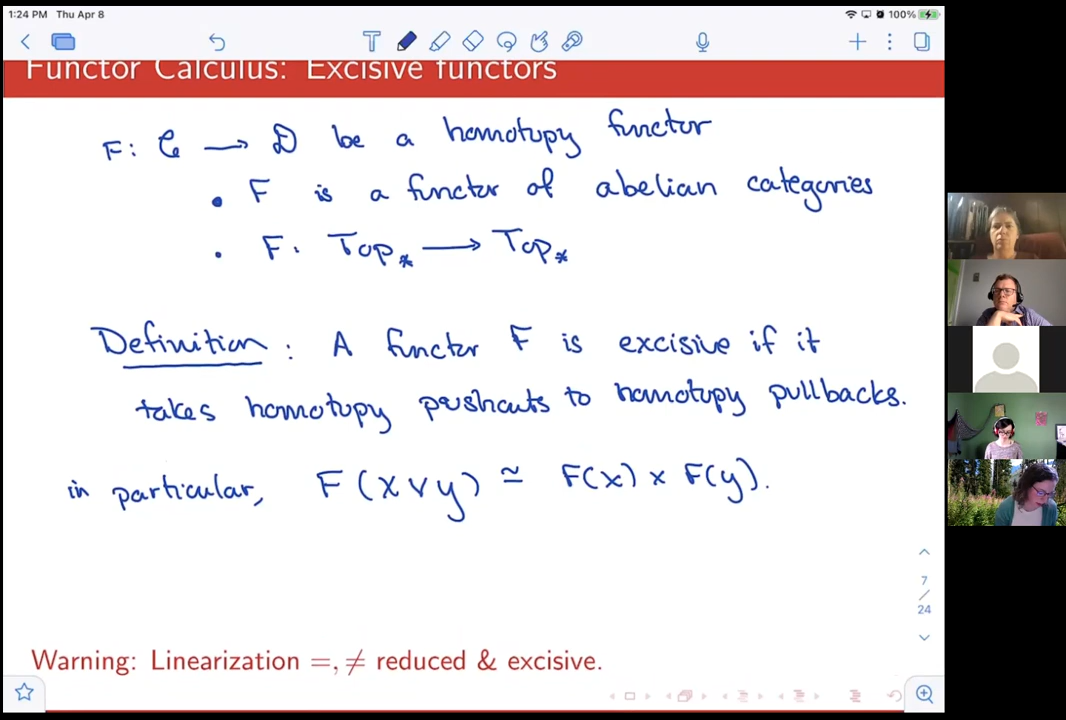 1:24 PM Thu Apr 8
100%
Functor Calculus: Excisive functors
F: 𝒞 → 𝒟 be a homotopy functor
• F is a functor of abelian categories
• F: Top* → Top*
Definition: A functor F is excisive if it
takes homotopy pushouts to homotopy pullbacks.
in particular, F(X∨Y) ≃ F(X) × F(Y).
7
/
24
Warning: Linearization =, ≠ reduced & excisive.